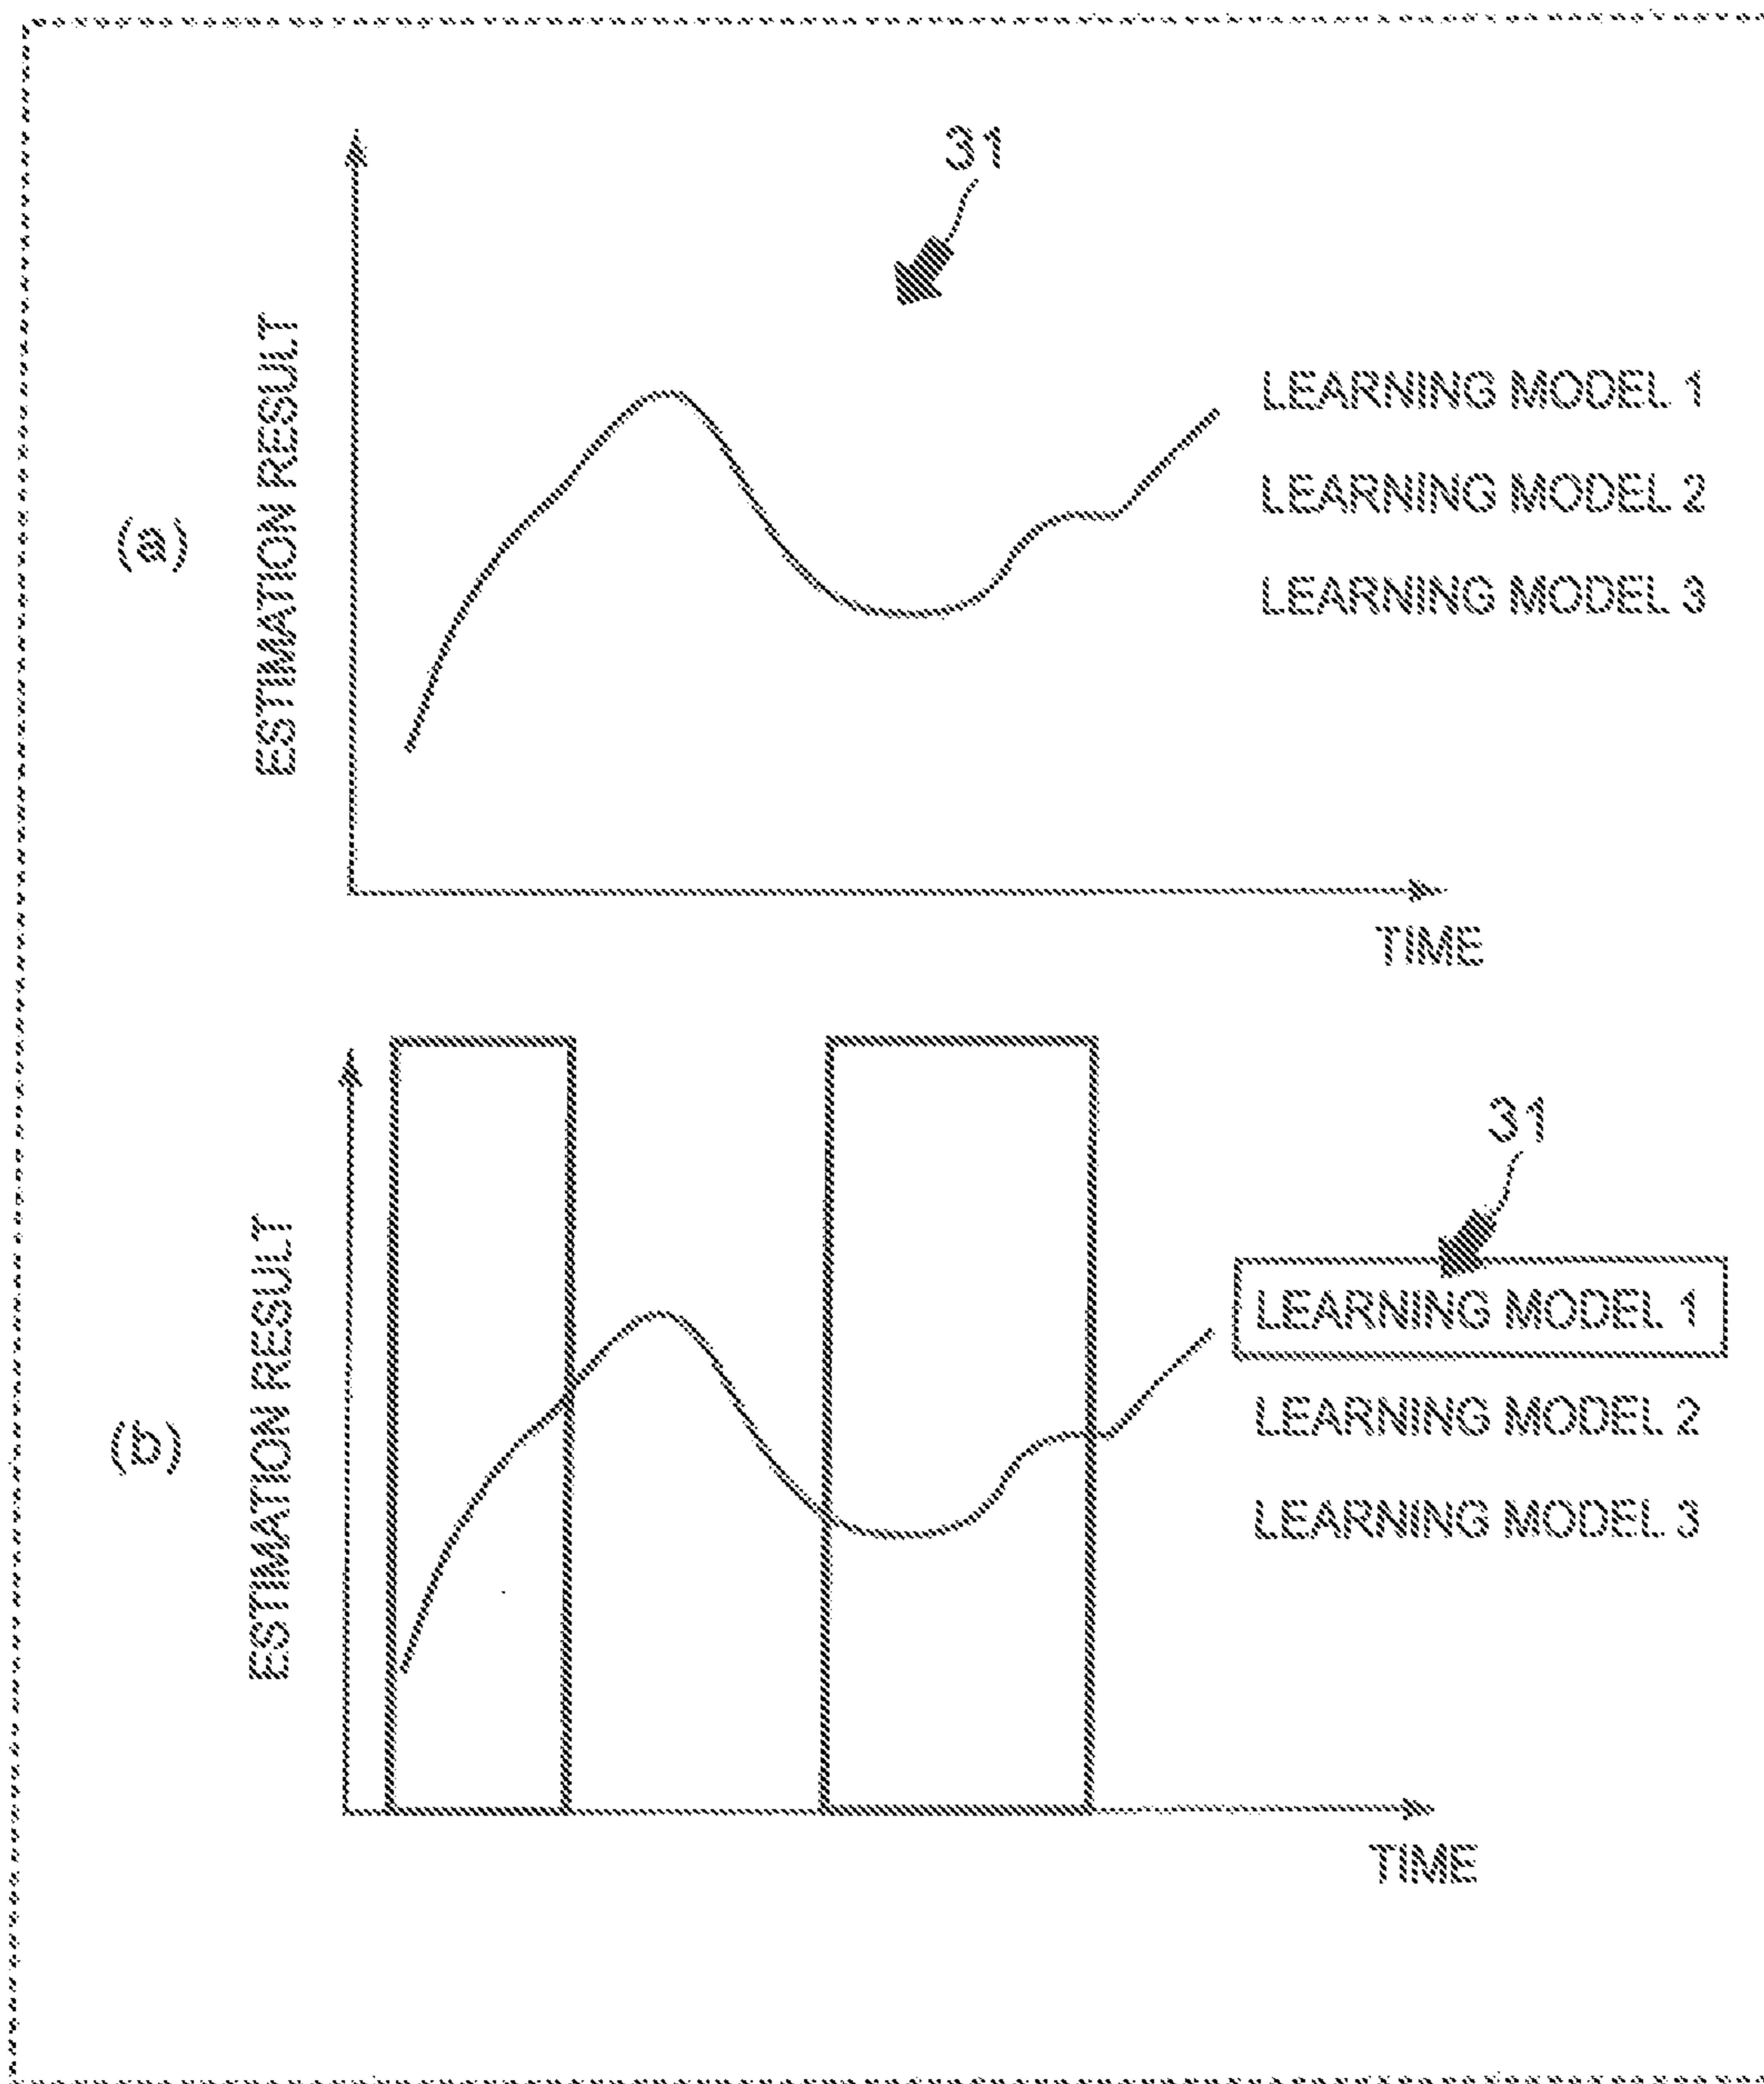 31
(a)
ESTIMATION RESULT
LEARNING MODEL 1
LEARNING MODEL 2
LEARNING MODEL 3
TIME
31
(b)
ESTIMATION RESULT
LEARNING MODEL 1
LEARNING MODEL 2
LEARNING MODEL 3
TIME